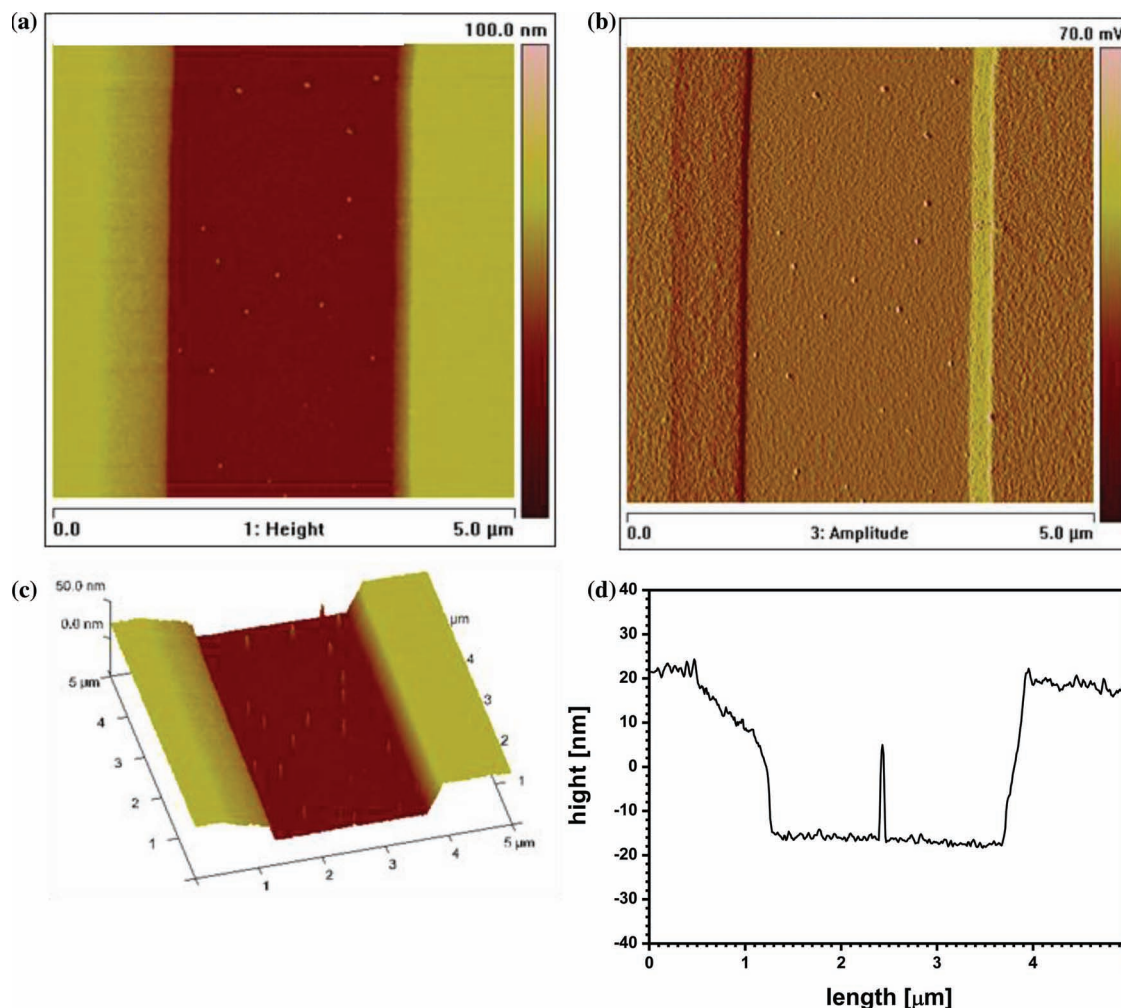 (a)
100.0 nm
0.0 1: Height 5.0 µm
(b)
70.0 mV
0.0 3: Amplitude 5.0 µm
(c)
50.0 nm
0.0 nm
5 µm
4
3
2
1
1
2
3
4
5 µm
1
2
3
4
µm
(d)
40
30
20
10
0
-10
-20
-30
-40
hight [nm]
0 1 2 3 4
length [µm]